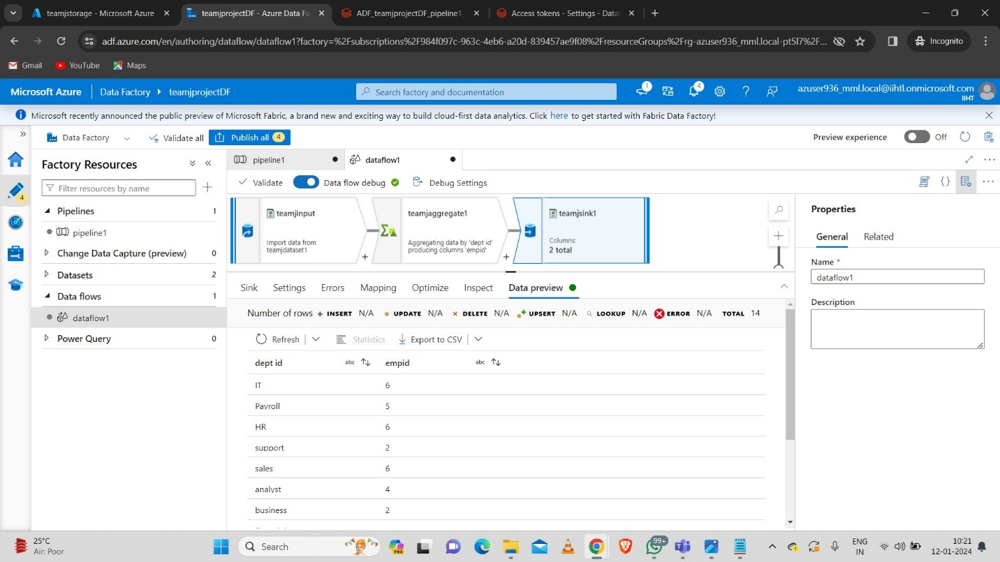 teamjstorage - Microsoft Azure
teamjprojectDF - Azure Data Fa
ADF_teamjprojectDF_pipeline1_
Access tokens - Settings - Datal
adf.azure.com/en/authoring/dataflow/dataflow1?factory=%2Fsubscriptions%2F984f097c-963c-4eb6-a20d-839457ae9f08%2FresourceGroups%2Frg-azuser936_mml.local-pt5l7%2F...
Incognito
Gmail
YouTube
Maps
Microsoft Azure
Data Factory
teamjprojectDF
Search factory and documentation
1
4
azuser936_mml.local@iihtl.onmicrosoft.com
IIHT
Microsoft recently announced the public preview of Microsoft Fabric, a brand new and exciting way to build cloud-first data analytics. Click here to get started with Fabric Data Factory!
Data Factory
Validate all
Publish all 4
Preview experience
Off
4
Factory Resources
Filter resources by name
Pipelines 1
pipeline1
Change Data Capture (preview) 0
Datasets 2
Data flows 1
dataflow1
Power Query 0
pipeline1
dataflow1
Validate
Data flow debug
Debug Settings
teamjinput
Import data from
teamjdataset1
teamjaggregate1
Aggregating data by 'dept id'
producing columns 'empid'
teamjsink1
Columns:
2 total
Sink Settings Errors Mapping Optimize Inspect Data preview
Number of rows INSERT N/A UPDATE N/A DELETE N/A UPSERT N/A LOOKUP N/A ERROR N/A TOTAL 14
Refresh Statistics Export to CSV
dept id abc empid abc
IT 6
Payroll 5
HR 6
support 2
sales 6
analyst 4
business 2
Properties
General Related
Name *
dataflow1
Description
25°C
Air: Poor
Search
PRE
99+
ENG
IN
10:21
12-01-2024